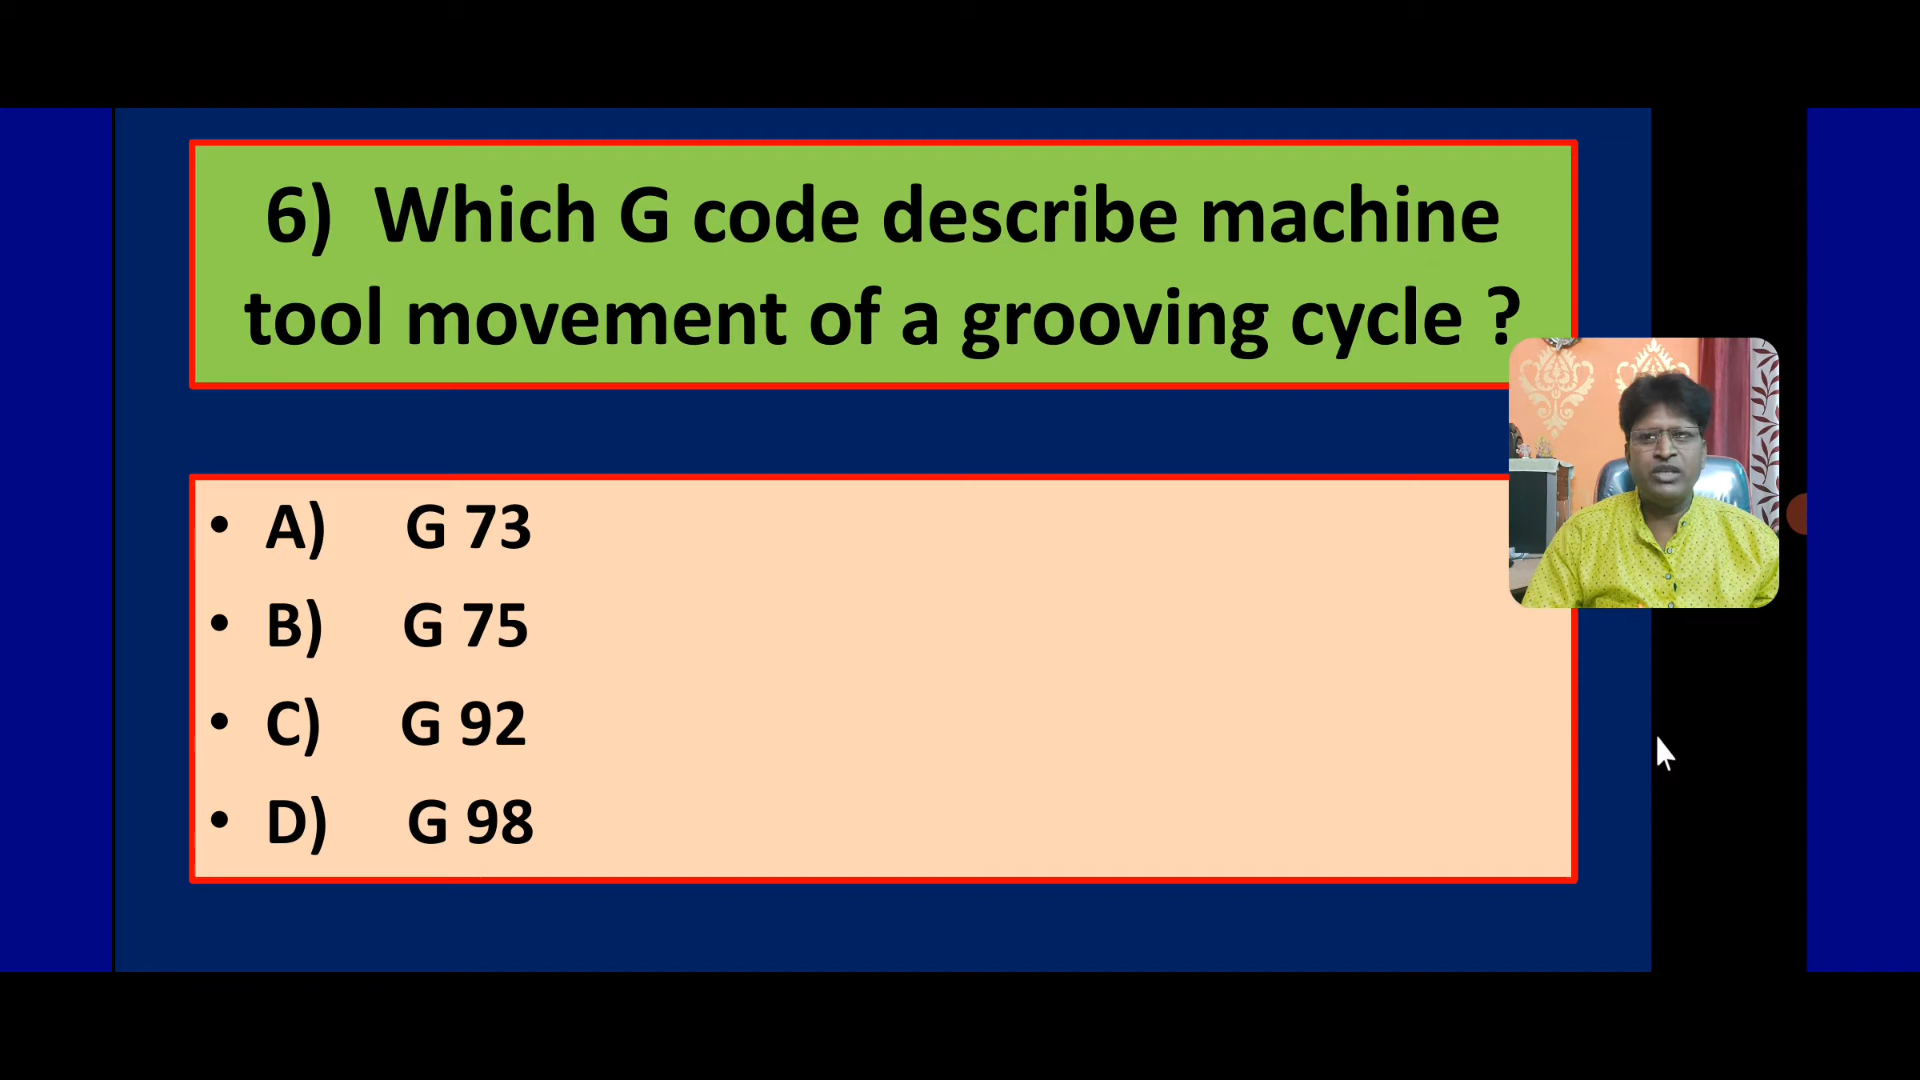 6) Which G code describe machine
tool movement of a grooving cycle ?
• A) G 73
• B) G 75
• C) G 92
• D) G 98